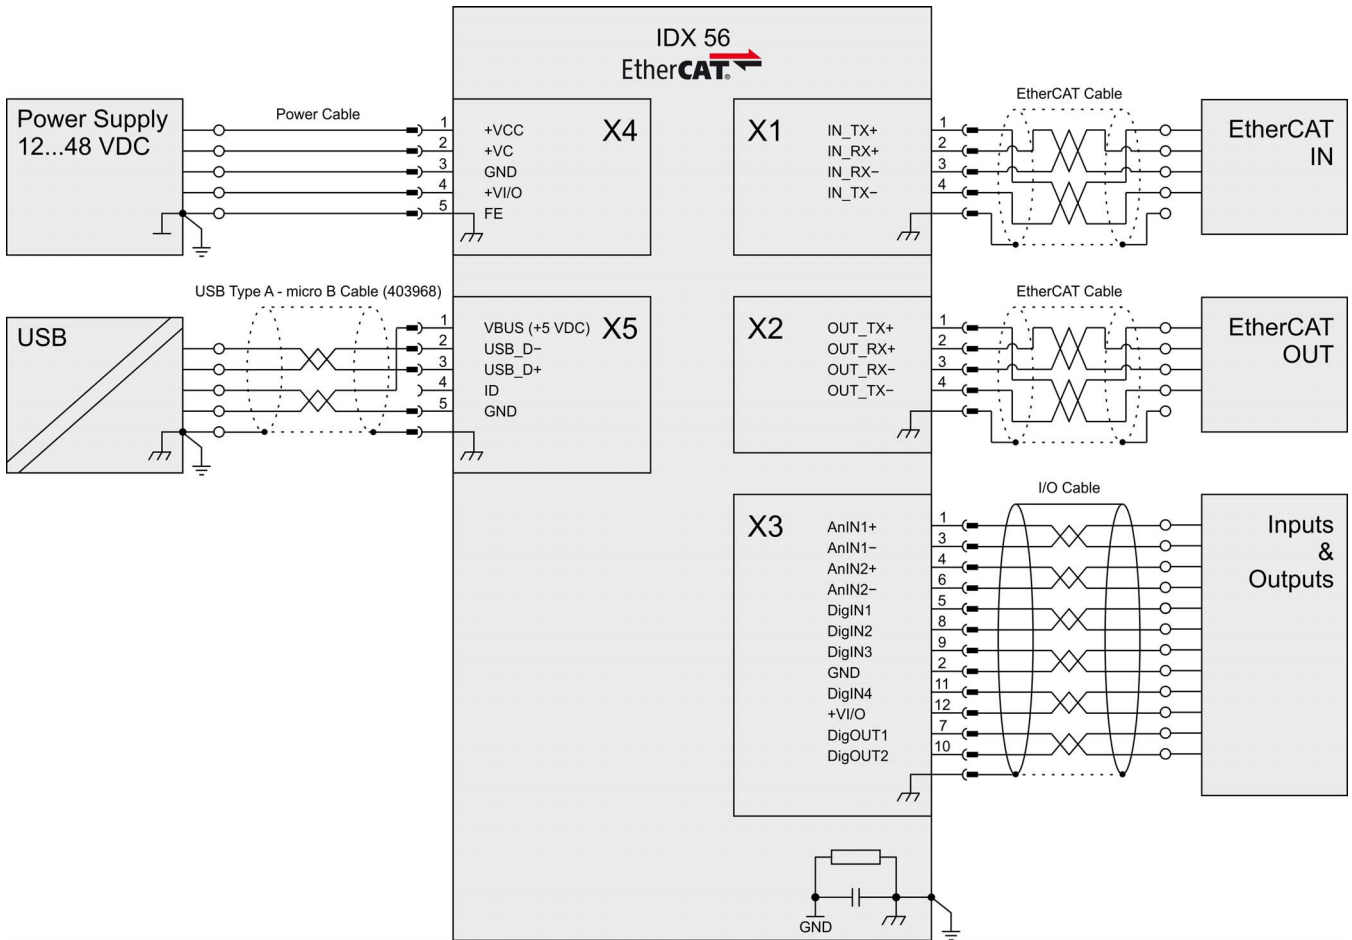 IDX 56
EtherCAT®
Power Supply
12...48 VDC
Power Cable
1
2
3
4
5
+VCC
+VC
GND
+VI/O
FE
X4
USB
USB Type A - micro B Cable (403968)
1
2
3
4
5
VBUS (+5 VDC)
USB_D−
USB_D+
ID
GND
X5
X1
IN_TX+
IN_RX+
IN_RX−
IN_TX−
1
2
3
4
EtherCAT Cable
EtherCAT
IN
X2
OUT_TX+
OUT_RX+
OUT_RX−
OUT_TX−
1
2
3
4
EtherCAT Cable
EtherCAT
OUT
X3
AnIN1+
AnIN1−
AnIN2+
AnIN2−
DigIN1
DigIN2
DigIN3
GND
DigIN4
+VI/O
DigOUT1
DigOUT2
1
3
4
6
5
8
9
2
11
12
7
10
I/O Cable
Inputs
&
Outputs
GND